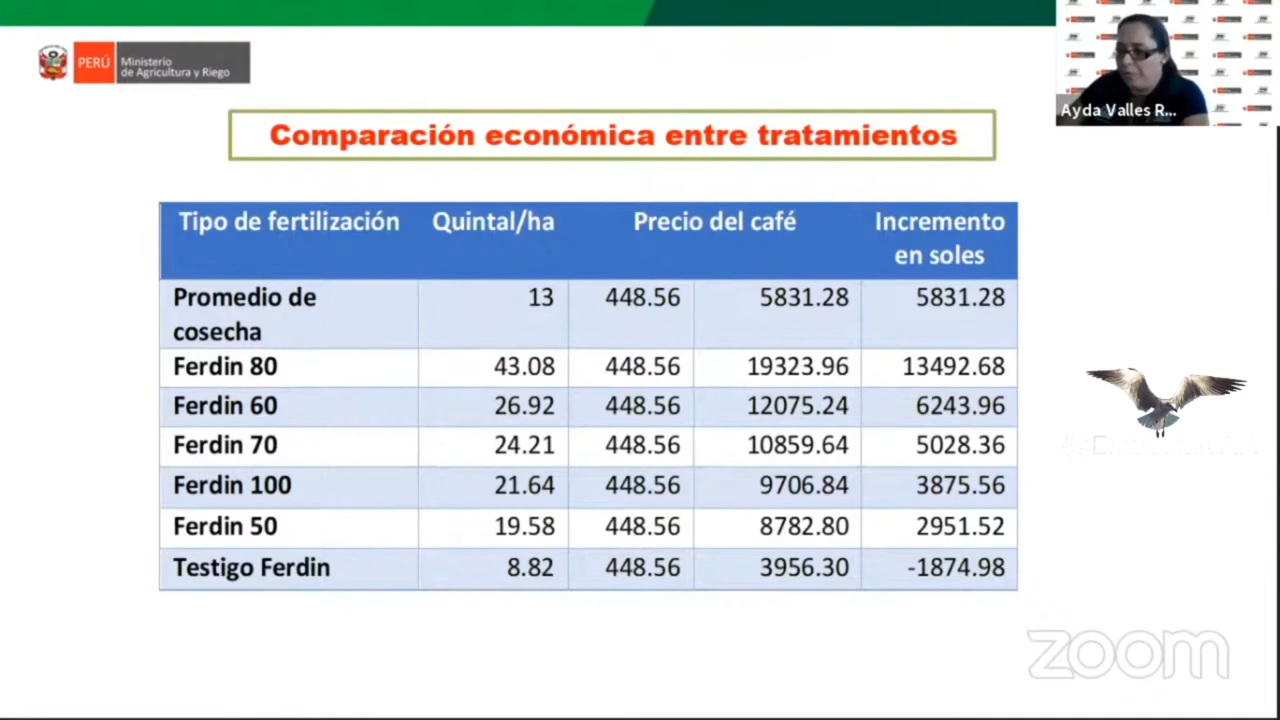 PERÚ
Ministerio
de Agricultura y Riego
Ayda Valles R...
Comparación económica entre tratamientos
Tipo de fertilización Quintal/ha Precio del café Incremento
en soles
Promedio de 13 448.56 5831.28 5831.28
cosecha
Ferdin 80 43.08 448.56 19323.96 13492.68
Ferdin 60 26.92 448.56 12075.24 6243.96
Ferdin 70 24.21 448.56 10859.64 5028.36
Ferdin 100 21.64 448.56 9706.84 3875.56
Ferdin 50 19.58 448.56 8782.80 2951.52
Testigo Ferdin 8.82 448.56 3956.30 -1874.98
zoom